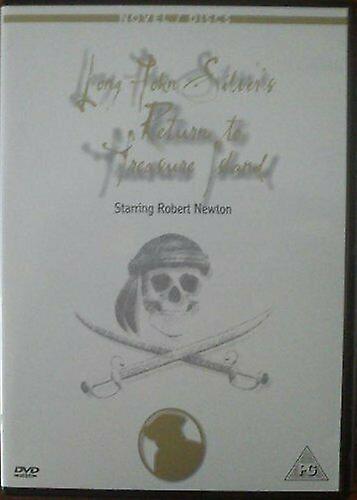 NOVEL / DISCS
Long John Silver's
Return to
Treasure Island
Starring Robert Newton
DVD
PG